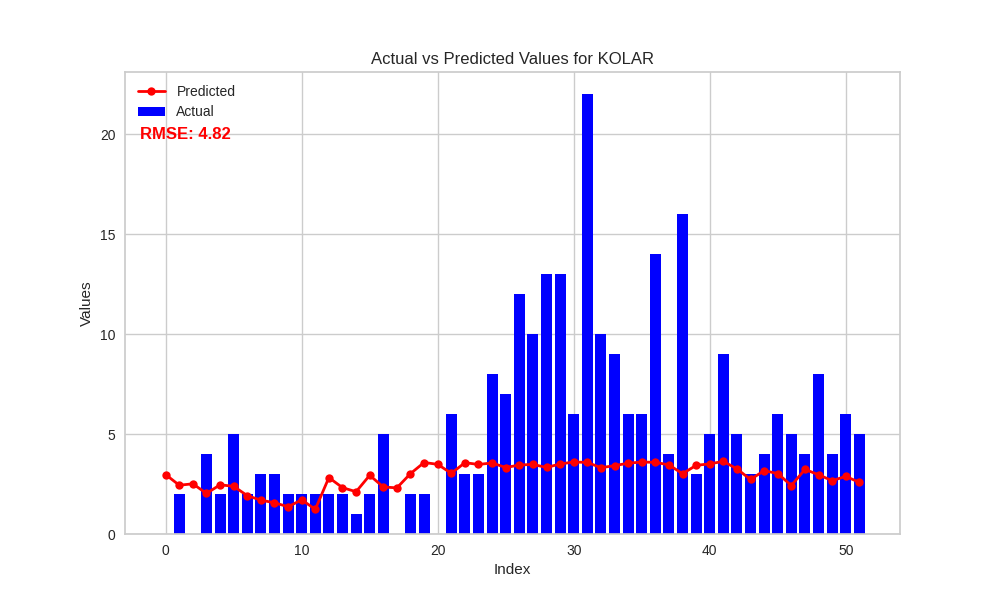 Actual vs Predicted Values for KOLAR
Predicted
Actual
RMSE: 4.82
20
15
10
5
0
Values
0 10 20 30 40 50
Index